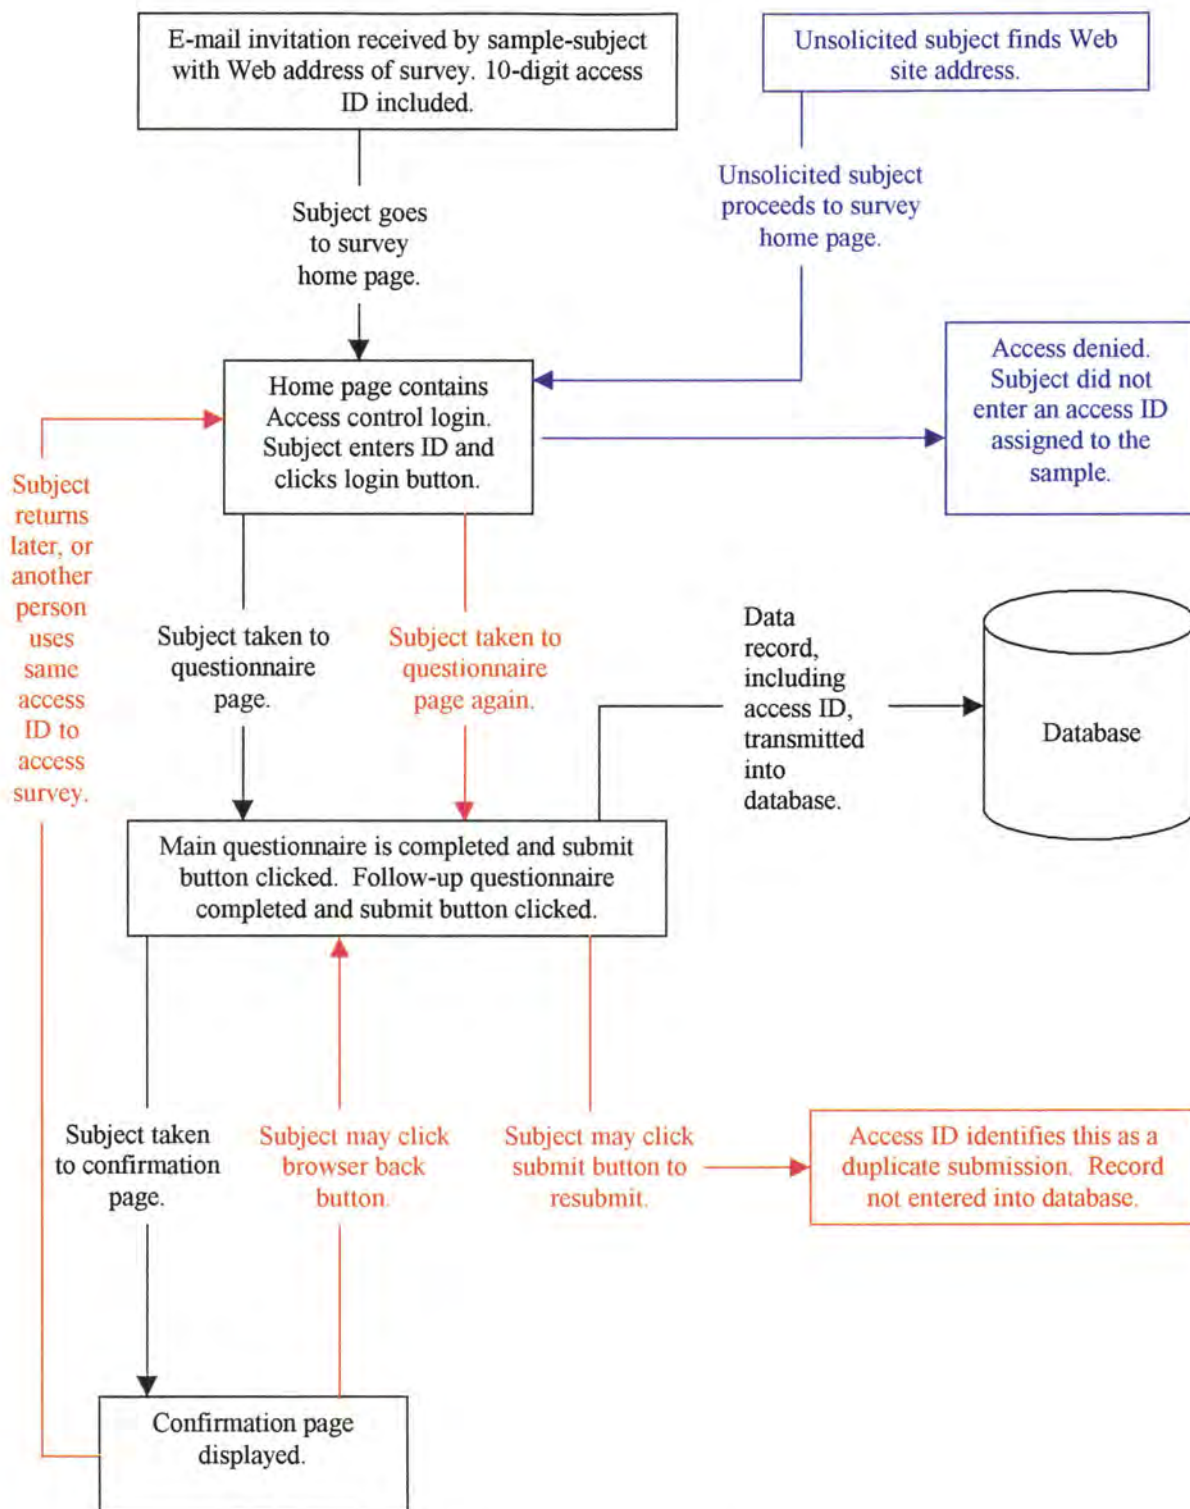 E-mail invitation received by sample-subject
with Web address of survey. 10-digit access
ID included.
Unsolicited subject finds Web
site address.
Subject goes
to survey
home page.
Unsolicited subject
proceeds to survey
home page.
Home page contains
Access control login.
Subject enters ID and
clicks login button.
Access denied.
Subject did not
enter an access ID
assigned to the
sample.
Subject
returns
later, or
another
person
uses
same
access
ID to
access
survey.
Subject taken to
questionnaire
page.
Subject taken to
questionnaire
page again.
Data
record,
including
access ID,
transmitted
into
database.
Database
Main questionnaire is completed and submit
button clicked. Follow-up questionnaire
completed and submit button clicked.
Subject taken
to confirmation
page.
Subject may click
browser back
button.
Subject may click
submit button to
resubmit.
Access ID identifies this as a
duplicate submission. Record
not entered into database.
Confirmation page
displayed.